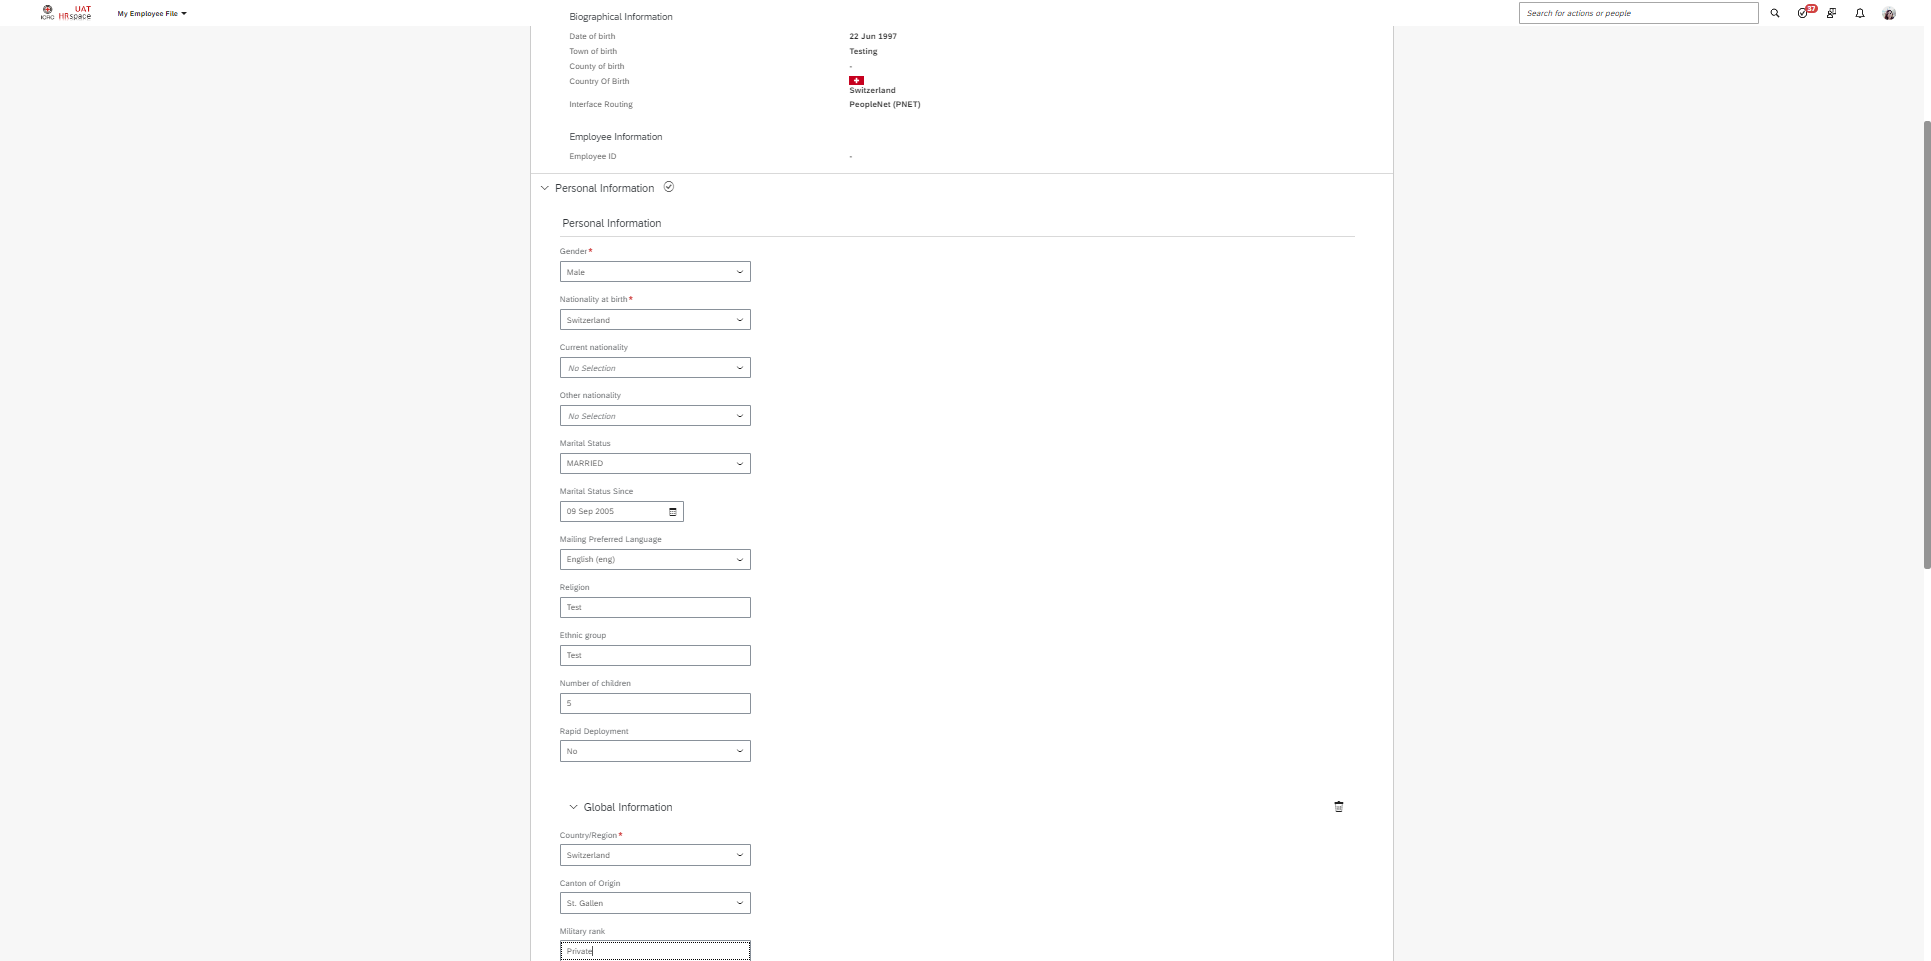 ICRC
UAT
HRspace
My Employee File
Search for actions or people
37
Biographical Information
Date of birth
22 Jun 1997
Town of birth
Testing
County of birth
-
Country Of Birth
Switzerland
Interface Routing
PeopleNet (PNET)
Employee Information
Employee ID
-
Personal Information
Personal Information
Gender*
Male
Nationality at birth*
Switzerland
Current nationality
No Selection
Other nationality
No Selection
Marital Status
MARRIED
Marital Status Since
09 Sep 2005
Mailing Preferred Language
English (eng)
Religion
Test
Ethnic group
Test
Number of children
5
Rapid Deployment
No
Global Information
Country/Region*
Switzerland
Canton of Origin
St. Gallen
Military rank
Private